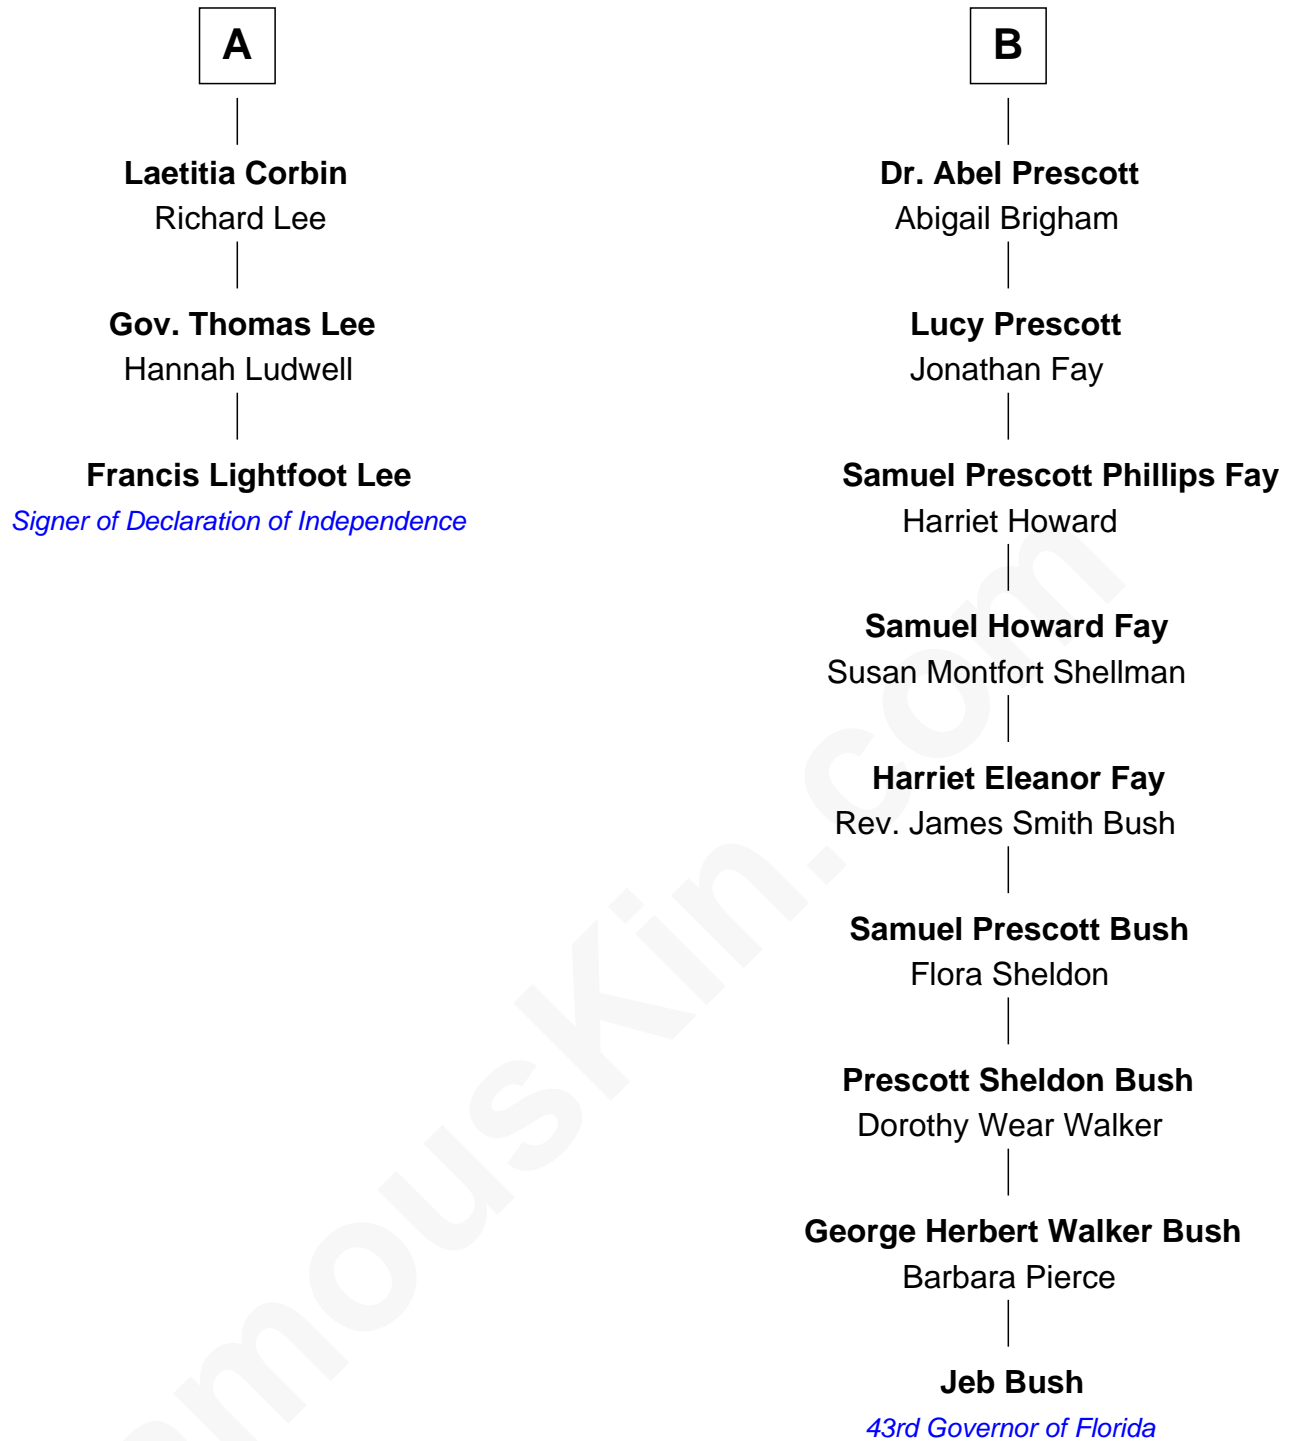 A
Laetitia Corbin
Richard Lee
Gov. Thomas Lee
Hannah Ludwell
Francis Lightfoot Lee
Signer of Declaration of Independence
B
Dr. Abel Prescott
Abigail Brigham
Lucy Prescott
Jonathan Fay
Samuel Prescott Phillips Fay
Harriet Howard
Samuel Howard Fay
Susan Montfort Shellman
Harriet Eleanor Fay
Rev. James Smith Bush
Samuel Prescott Bush
Flora Sheldon
Prescott Sheldon Bush
Dorothy Wear Walker
George Herbert Walker Bush
Barbara Pierce
Jeb Bush
43rd Governor of Florida
amousKin.com